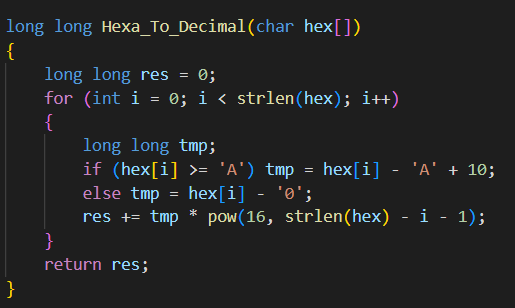 long long Hexa_To_Decimal(char hex[])
{
    long long res = 0;
    for (int i = 0; i < strlen(hex); i++)
    {
        long long tmp;
        if (hex[i] >= 'A') tmp = hex[i] - 'A' + 10;
        else tmp = hex[i] - '0';
        res += tmp * pow(16, strlen(hex) - i - 1);
    }
    return res;
}